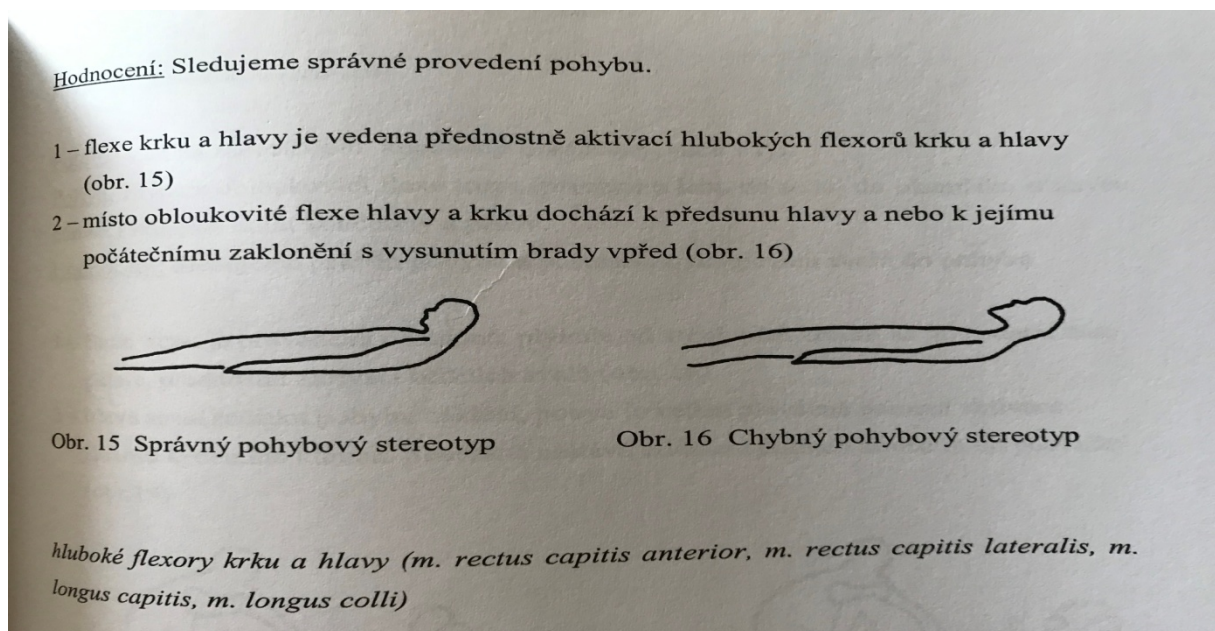 Hodnocení: Sledujeme správné provedení pohybu.
1 – flexe krku a hlavy je vedena přednostně aktivací hlubokých flexorů krku a hlavy
(obr. 15)
2 – místo obloukovité flexe hlavy a krku dochází k předsunu hlavy a nebo k jejímu
počátečnímu zaklonění s vysunutím brady vpřed (obr. 16)
Obr. 15 Správný pohybový stereotyp
Obr. 16 Chybný pohybový stereotyp
hluboké flexory krku a hlavy (m. rectus capitis anterior, m. rectus capitis lateralis, m.
longus capitis, m. longus colli)